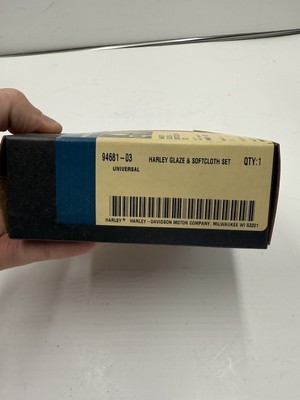 94681-03 HARLEY GLAZE & SOFTCLOTH SET QTY:1
UNIVERSAL
HARLEY® HARLEY-DAVIDSON MOTOR COMPANY, MILWAUKEE WI 53201